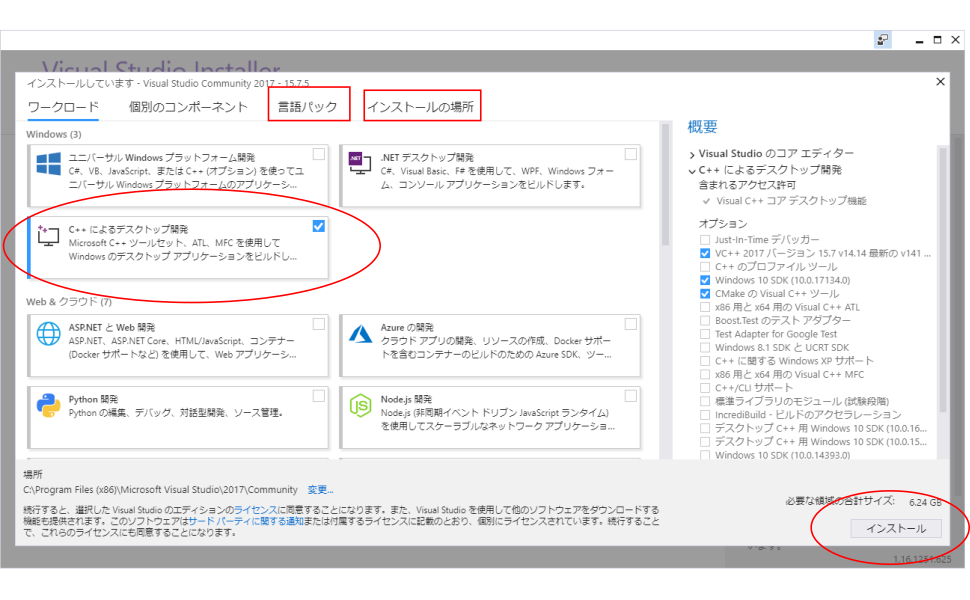 Visual Studio Installer
インストールしています - Visual Studio Community 2017 - 15.7.5
ワークロード 個別のコンポーネント 言語パック インストールの場所
Windows (3)
ユニバーサル Windows プラットフォーム開発
C#、VB、JavaScript、または C++ (オプション) を使ってユ
ニバーサル Windows プラットフォームのアプリケーシ...
.NET デスクトップ開発
C#、Visual Basic、F# を使用して、WPF、Windows フォー
ム、コンソール アプリケーションをビルドします。
C++ によるデスクトップ開発
Microsoft C++ ツールセット、ATL、MFC を使用して
Windows のデスクトップ アプリケーションをビルドし...
Web & クラウド (7)
ASP.NET と Web 開発
ASP.NET、ASP.NET Core、HTML/JavaScript、コンテナー
(Docker サポートなど) を使用して、Web アプリケーシ...
Azure の開発
クラウド アプリの開発、リソースの作成、Docker サポー
トを含むコンテナーのビルドのための Azure SDK、ツー...
Python 開発
Python の編集、デバッグ、対話型開発、ソース管理。
Node.js 開発
Node.js (非同期イベント ドリブン JavaScript ランタイム)
を使用してスケーラブルなネットワーク アプリケーショ...
概要
Visual Studio のコア エディター
C++ によるデスクトップ開発
含まれるアクセス許可
Visual C++ コア デスクトップ機能
オプション
Just-In-Time デバッガー
VC++ 2017 バージョン 15.7 v14.14 最新の v141 ...
C++ のプロファイル ツール
Windows 10 SDK (10.0.17134.0)
CMake の Visual C++ ツール
x86 用と x64 用の Visual C++ ATL
Boost.Test のテスト アダプター
Test Adapter for Google Test
Windows 8.1 SDK と UCRT SDK
C++ に関する Windows XP サポート
x86 用と x64 用の Visual C++ MFC
C++/CLI サポート
標準ライブラリのモジュール (試験段階)
IncrediBuild - ビルドのアクセラレーション
デスクトップ C++ 用 Windows 10 SDK (10.0.16...
デスクトップ C++ 用 Windows 10 SDK (10.0.15...
Windows 10 SDK (10.0.14393.0)
場所
C:\Program Files (x86)\Microsoft Visual Studio\2017\Community 変更...
続行すると、選択した Visual Studio のエディションのライセンスに同意することになります。また、Visual Studio を使用して他のソフトウェアをダウンロードする
機能も提供されます。このソフトウェアはサード パーティに関する通知または付属するライセンスに記載のとおり、個別にライセンスされています。続行すること
で、これらのライセンスにも同意することになります。
必要な領域の合計サイズ: 6.24 GB
インストール
います。
1.16.1251.625